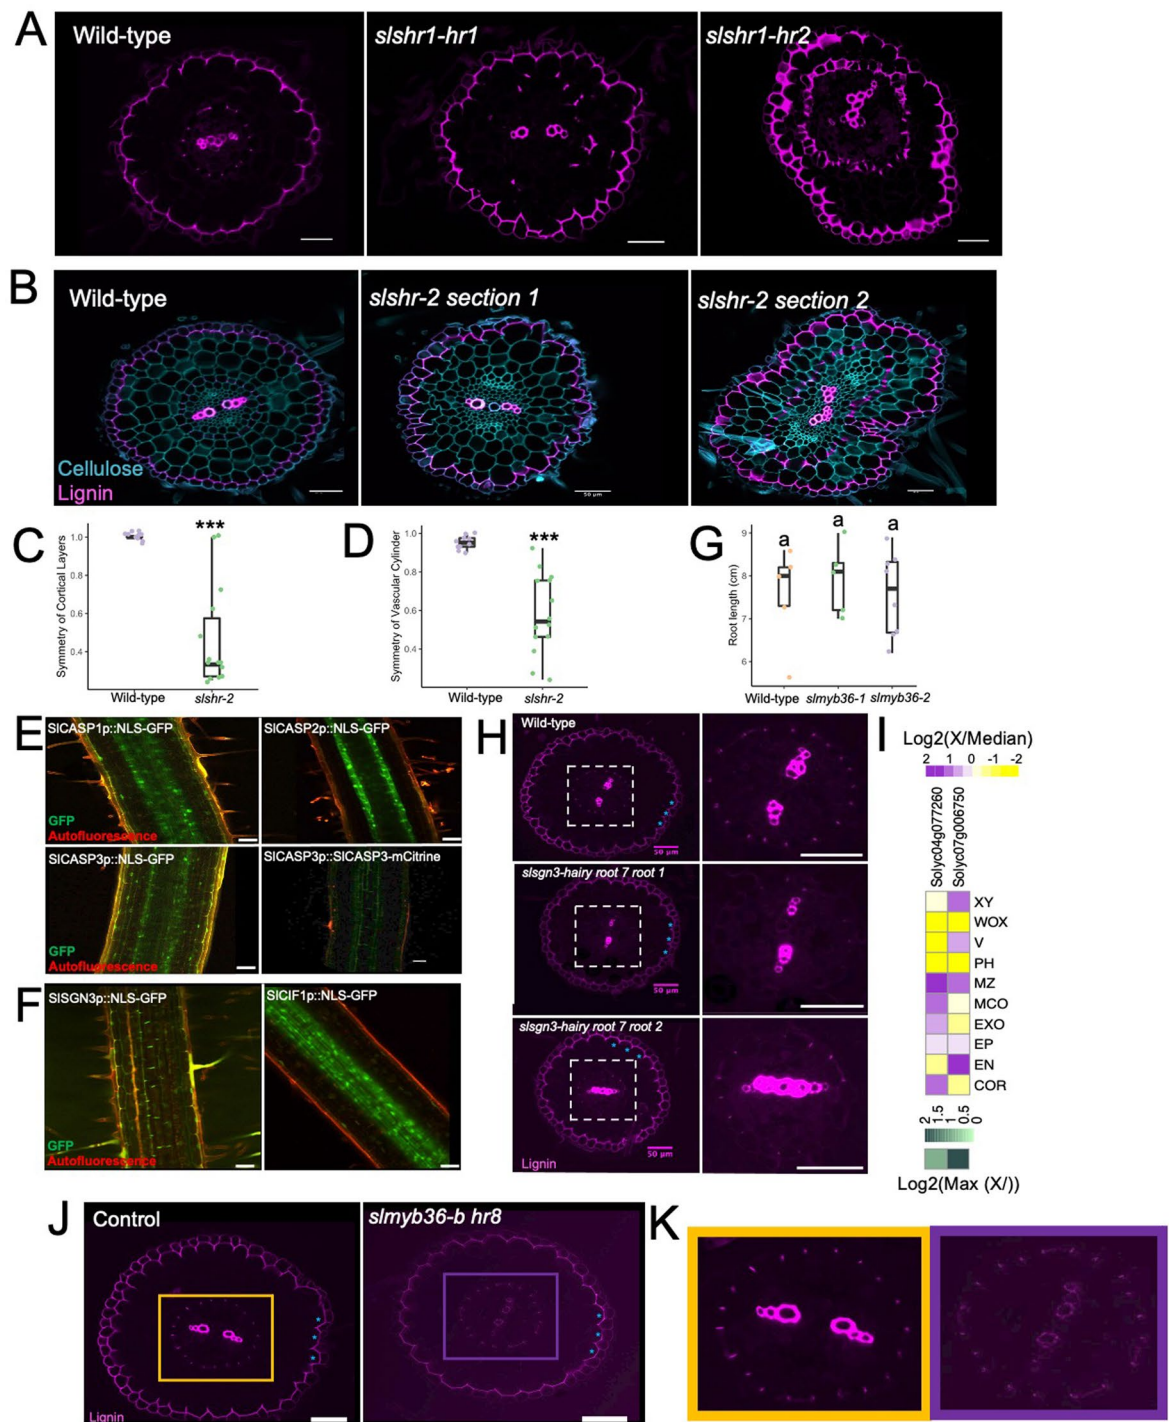 A
Wild-type
slshr1-hr1
slshr1-hr2
B
Wild-type
slshr-2 section 1
slshr-2 section 2
Cellulose
Lignin
50 µm
C
Symmetry of Cortical Layers
1.0
0.8
0.6
0.4
***
Wild-type
slshr-2
D
Symmetry of Vascular Cylinder
1.0
0.8
0.6
0.4
***
Wild-type
slshr-2
G
Root length (cm)
9
8
7
6
a
a
a
Wild-type
slmyb36-1
slmyb36-2
E
SlCASP1p::NLS-GFP
GFP
Autofluorescence
SlCASP2p::NLS-GFP
SlCASP3p::NLS-GFP
GFP
Autofluorescence
SlCASP3p::SlCASP3-mCitrine
F
SlSGN3p::NLS-GFP
GFP
Autofluorescence
SlCIF1p::NLS-GFP
H
Wild-type
50 µm
slsgn3-hairy root 7 root 1
50 µm
slsgn3-hairy root 7 root 2
50 µm
Lignin
I
Log2(X/Median)
2 1 0 -1 -2
Solyc04g077260
Solyc07g006750
XY
WOX
V
PH
MZ
MCO
EXO
EP
EN
COR
2
1.5
1
0.5
0
Log2(Max (X/))
J
Control
slmyb36-b hr8
Lignin
K